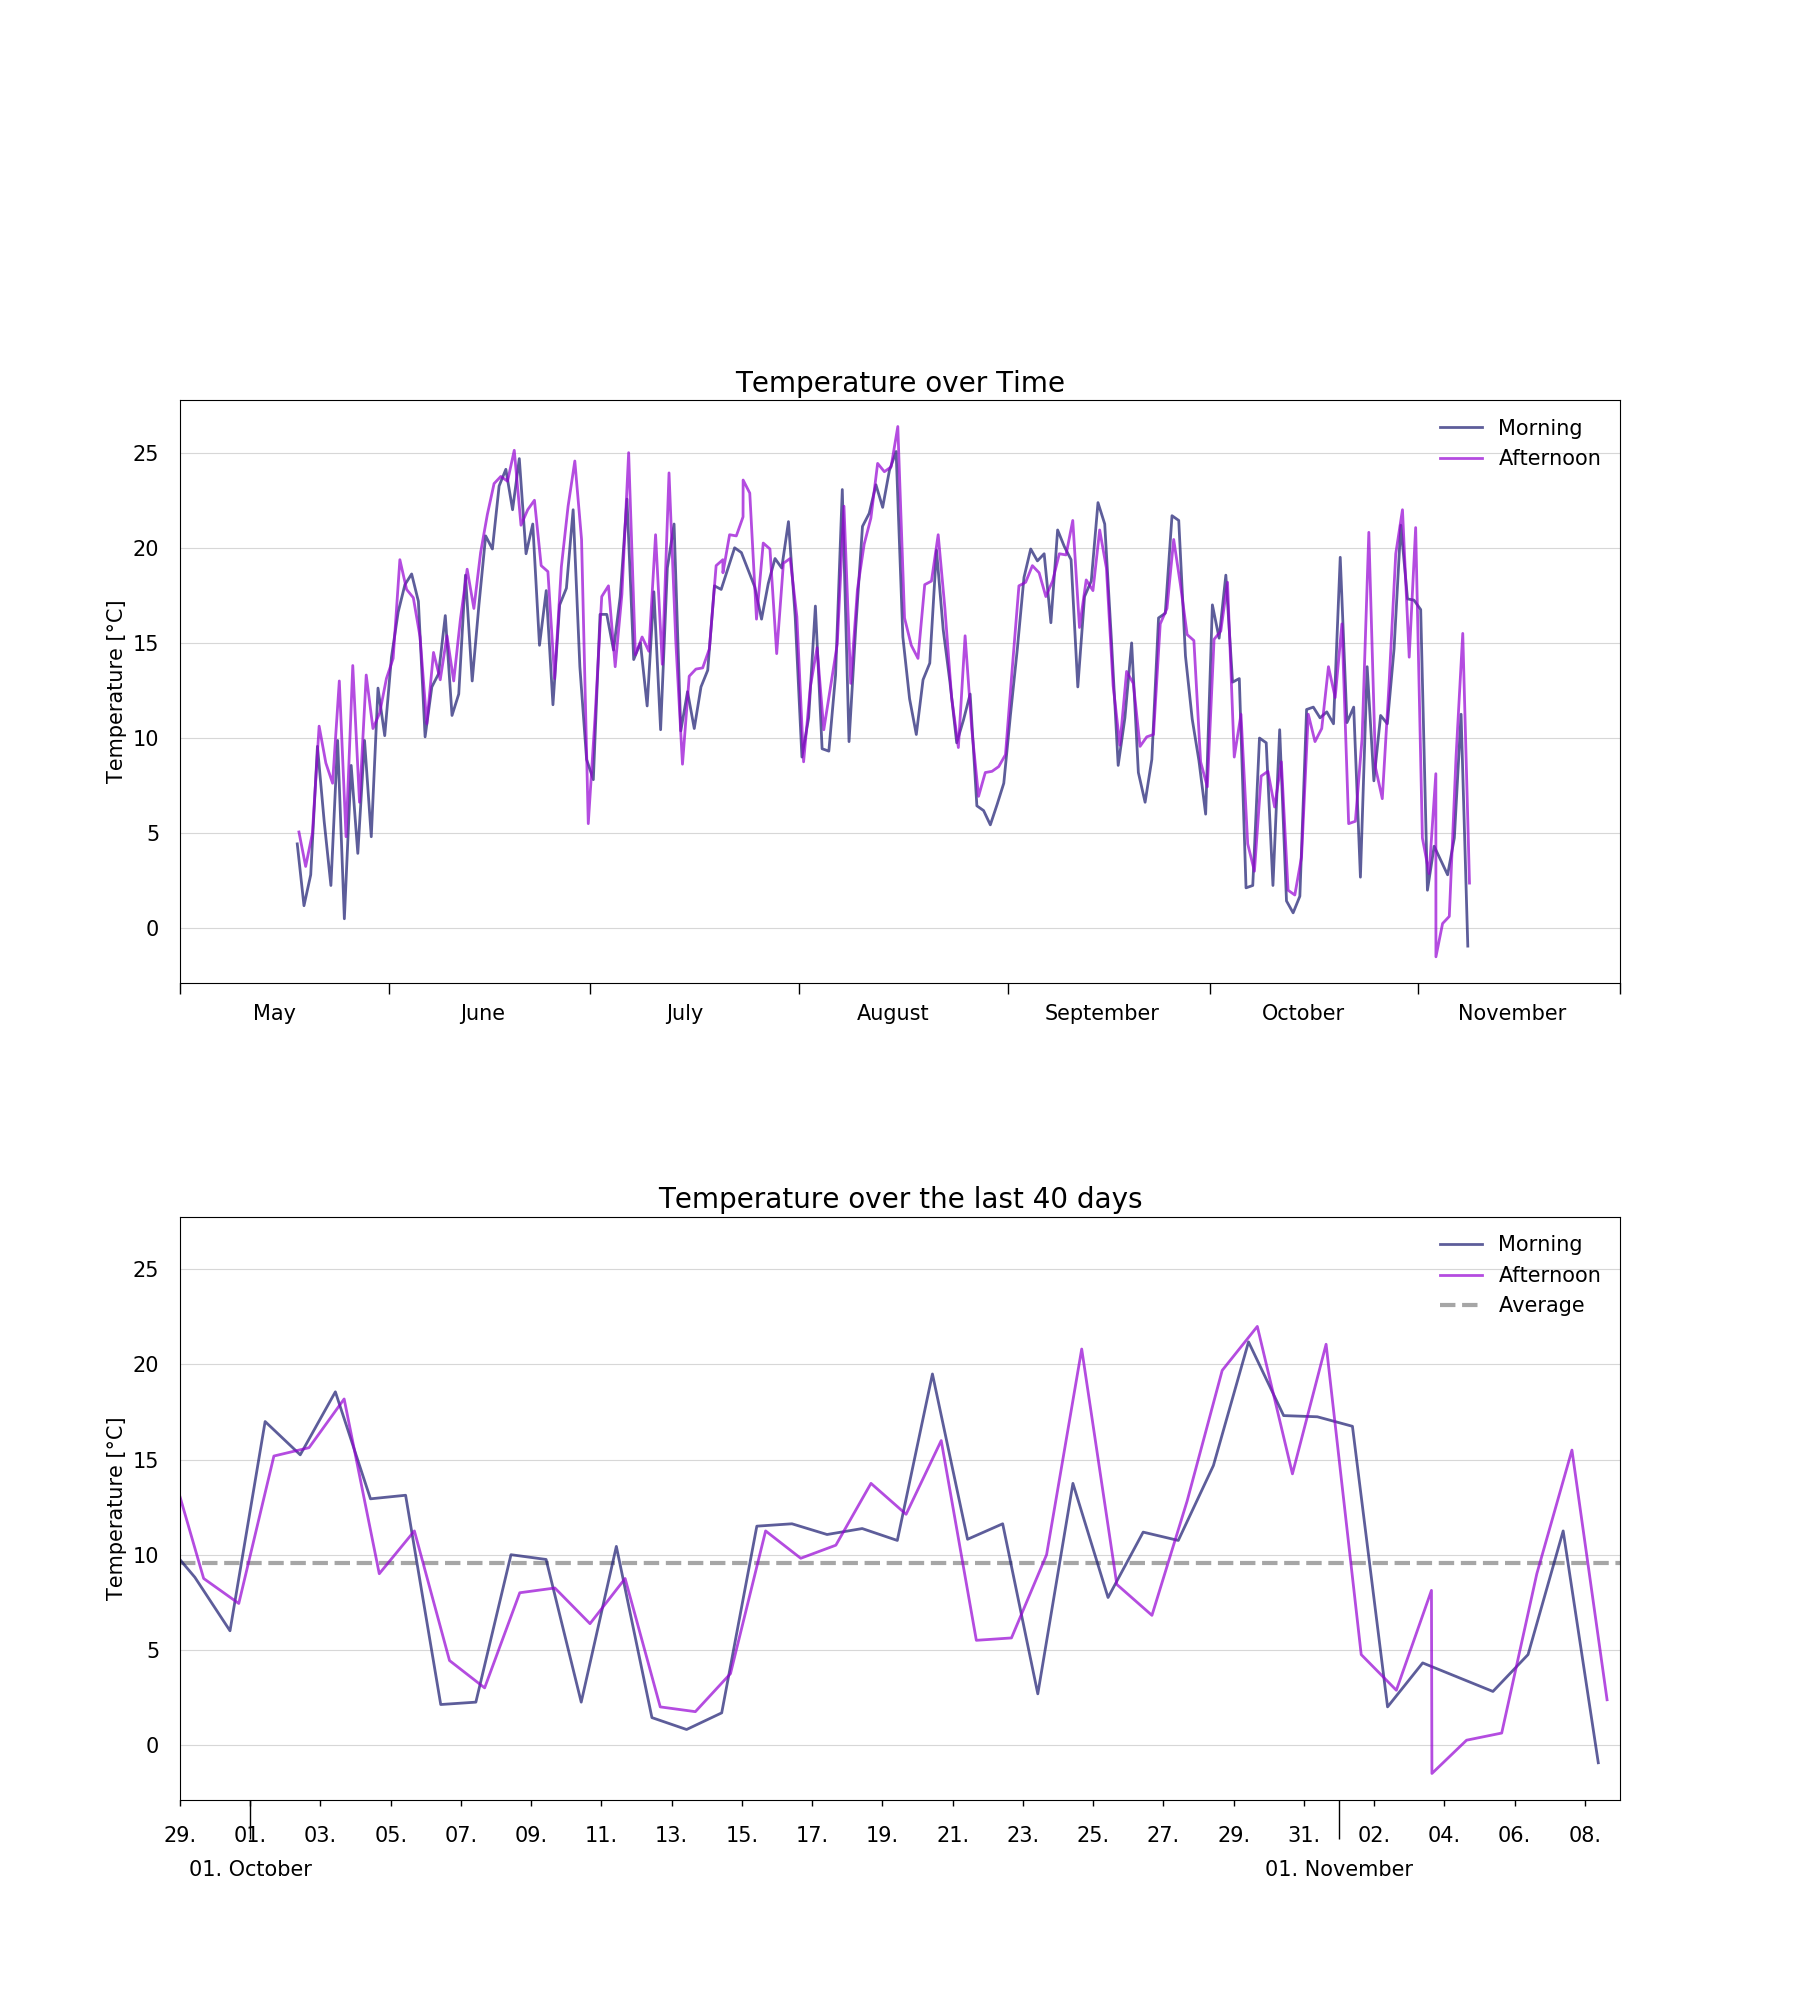 Temperature over Time
Morning
Afternoon
25
20
15
10
5
0
Temperature [°C]
May June July August September October November
Temperature over the last 40 days
Morning
Afternoon
Average
25
20
15
10
5
0
Temperature [°C]
29. 01. 03. 05. 07. 09. 11. 13. 15. 17. 19. 21. 23. 25. 27. 29. 31. 02. 04. 06. 08.
01. October 01. November